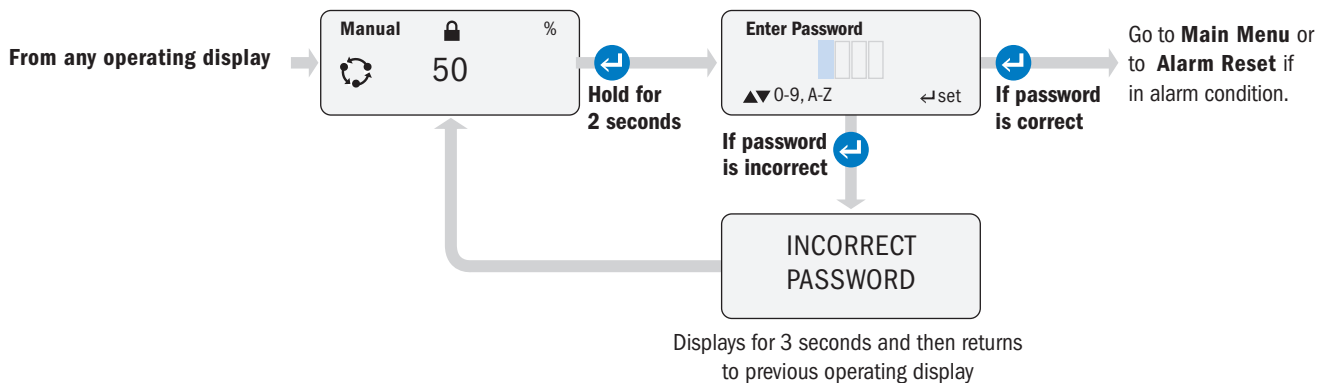 From any operating display
Manual %
50
Hold for
2 seconds
Enter Password
▲▼ 0-9, A-Z ↵ set
If password
is correct
Go to Main Menu or
to Alarm Reset if
in alarm condition.
If password
is incorrect
INCORRECT
PASSWORD
Displays for 3 seconds and then returns
to previous operating display